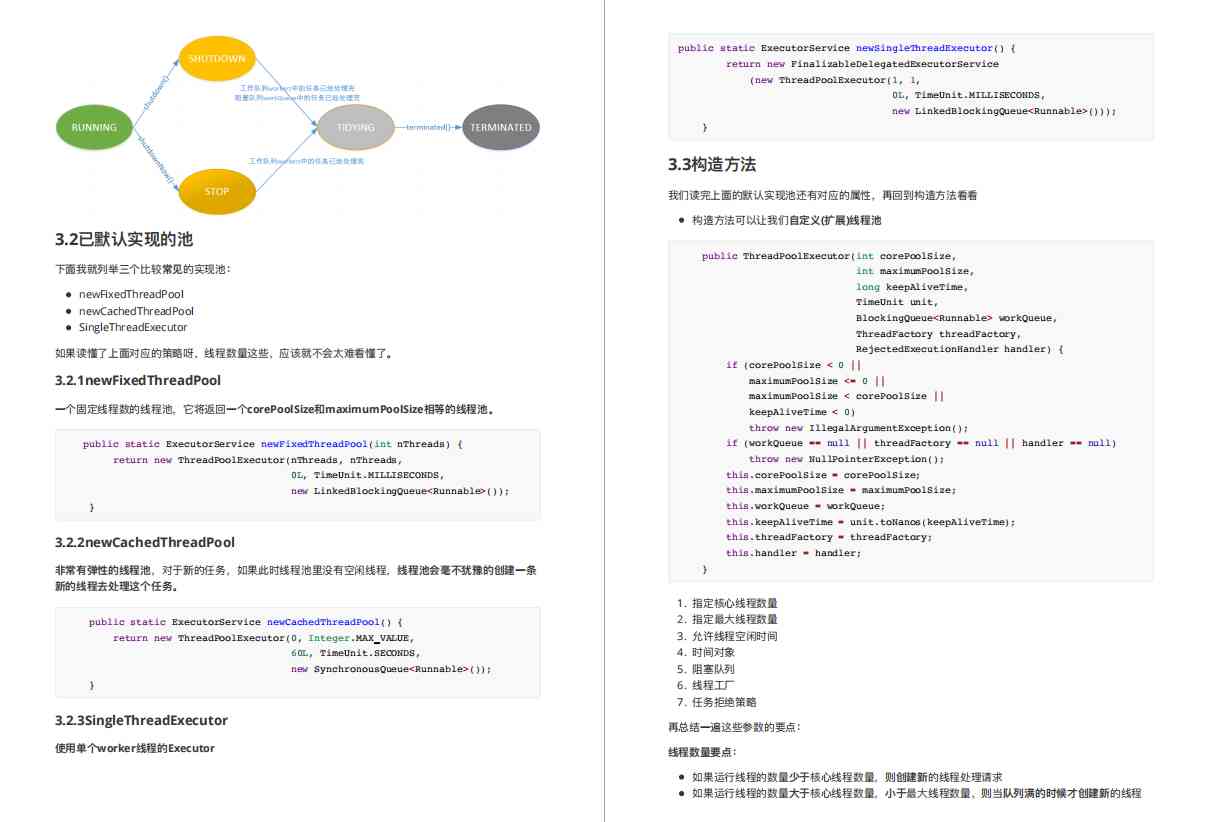 SHUTDOWN
shutdown()
工作队列workers中的任务已经处理完
阻塞队列workQueue中的任务已经处理完
RUNNING
TIDYING
terminated()
TERMINATED
shutdownNow()
工作队列workers中的任务已经处理完
STOP
3.2已默认实现的池
下面我就列举三个比较常见的实现池：
● newFixedThreadPool
● newCachedThreadPool
● SingleThreadExecutor
如果读懂了上面对应的策略呀，线程数量这些，应该就不会太难看懂了。
3.2.1newFixedThreadPool
一个固定线程数的线程池，它将返回一个corePoolSize和maximumPoolSize相等的线程池。
public static ExecutorService newFixedThreadPool(int nThreads) {
return new ThreadPoolExecutor(nThreads, nThreads,
0L, TimeUnit.MILLISECONDS,
new LinkedBlockingQueue<Runnable>());
}
3.2.2newCachedThreadPool
非常有弹性的线程池，对于新的任务，如果此时线程池里没有空闲线程，线程池会毫不犹豫的创建一条
新的线程去处理这个任务。
public static ExecutorService newCachedThreadPool() {
return new ThreadPoolExecutor(0, Integer.MAX_VALUE,
60L, TimeUnit.SECONDS,
new SynchronousQueue<Runnable>());
}
3.2.3SingleThreadExecutor
使用单个worker线程的Executor
public static ExecutorService newSingleThreadExecutor() {
return new FinalizableDelegatedExecutorService
(new ThreadPoolExecutor(1, 1,
0L, TimeUnit.MILLISECONDS,
new LinkedBlockingQueue<Runnable>()));
}
3.3构造方法
我们读完上面的默认实现池还有对应的属性，再回到构造方法看看
● 构造方法可以让我们自定义(扩展)线程池
public ThreadPoolExecutor(int corePoolSize,
int maximumPoolSize,
long keepAliveTime,
TimeUnit unit,
BlockingQueue<Runnable> workQueue,
ThreadFactory threadFactory,
RejectedExecutionHandler handler) {
if (corePoolSize < 0 ||
maximumPoolSize <= 0 ||
maximumPoolSize < corePoolSize ||
keepAliveTime < 0)
throw new IllegalArgumentException();
if (workQueue == null || threadFactory == null || handler == null)
throw new NullPointerException();
this.corePoolSize = corePoolSize;
this.maximumPoolSize = maximumPoolSize;
this.workQueue = workQueue;
this.keepAliveTime = unit.toNanos(keepAliveTime);
this.threadFactory = threadFactory;
this.handler = handler;
}
1. 指定核心线程数量
2. 指定最大线程数量
3. 允许线程空闲时间
4. 时间对象
5. 阻塞队列
6. 线程工厂
7. 任务拒绝策略
再总结一遍这些参数的要点：
线程数量要点：
● 如果运行线程的数量少于核心线程数量，则创建新的线程处理请求
● 如果运行线程的数量大于核心线程数量，小于最大线程数量，则当队列满的时候才创建新的线程